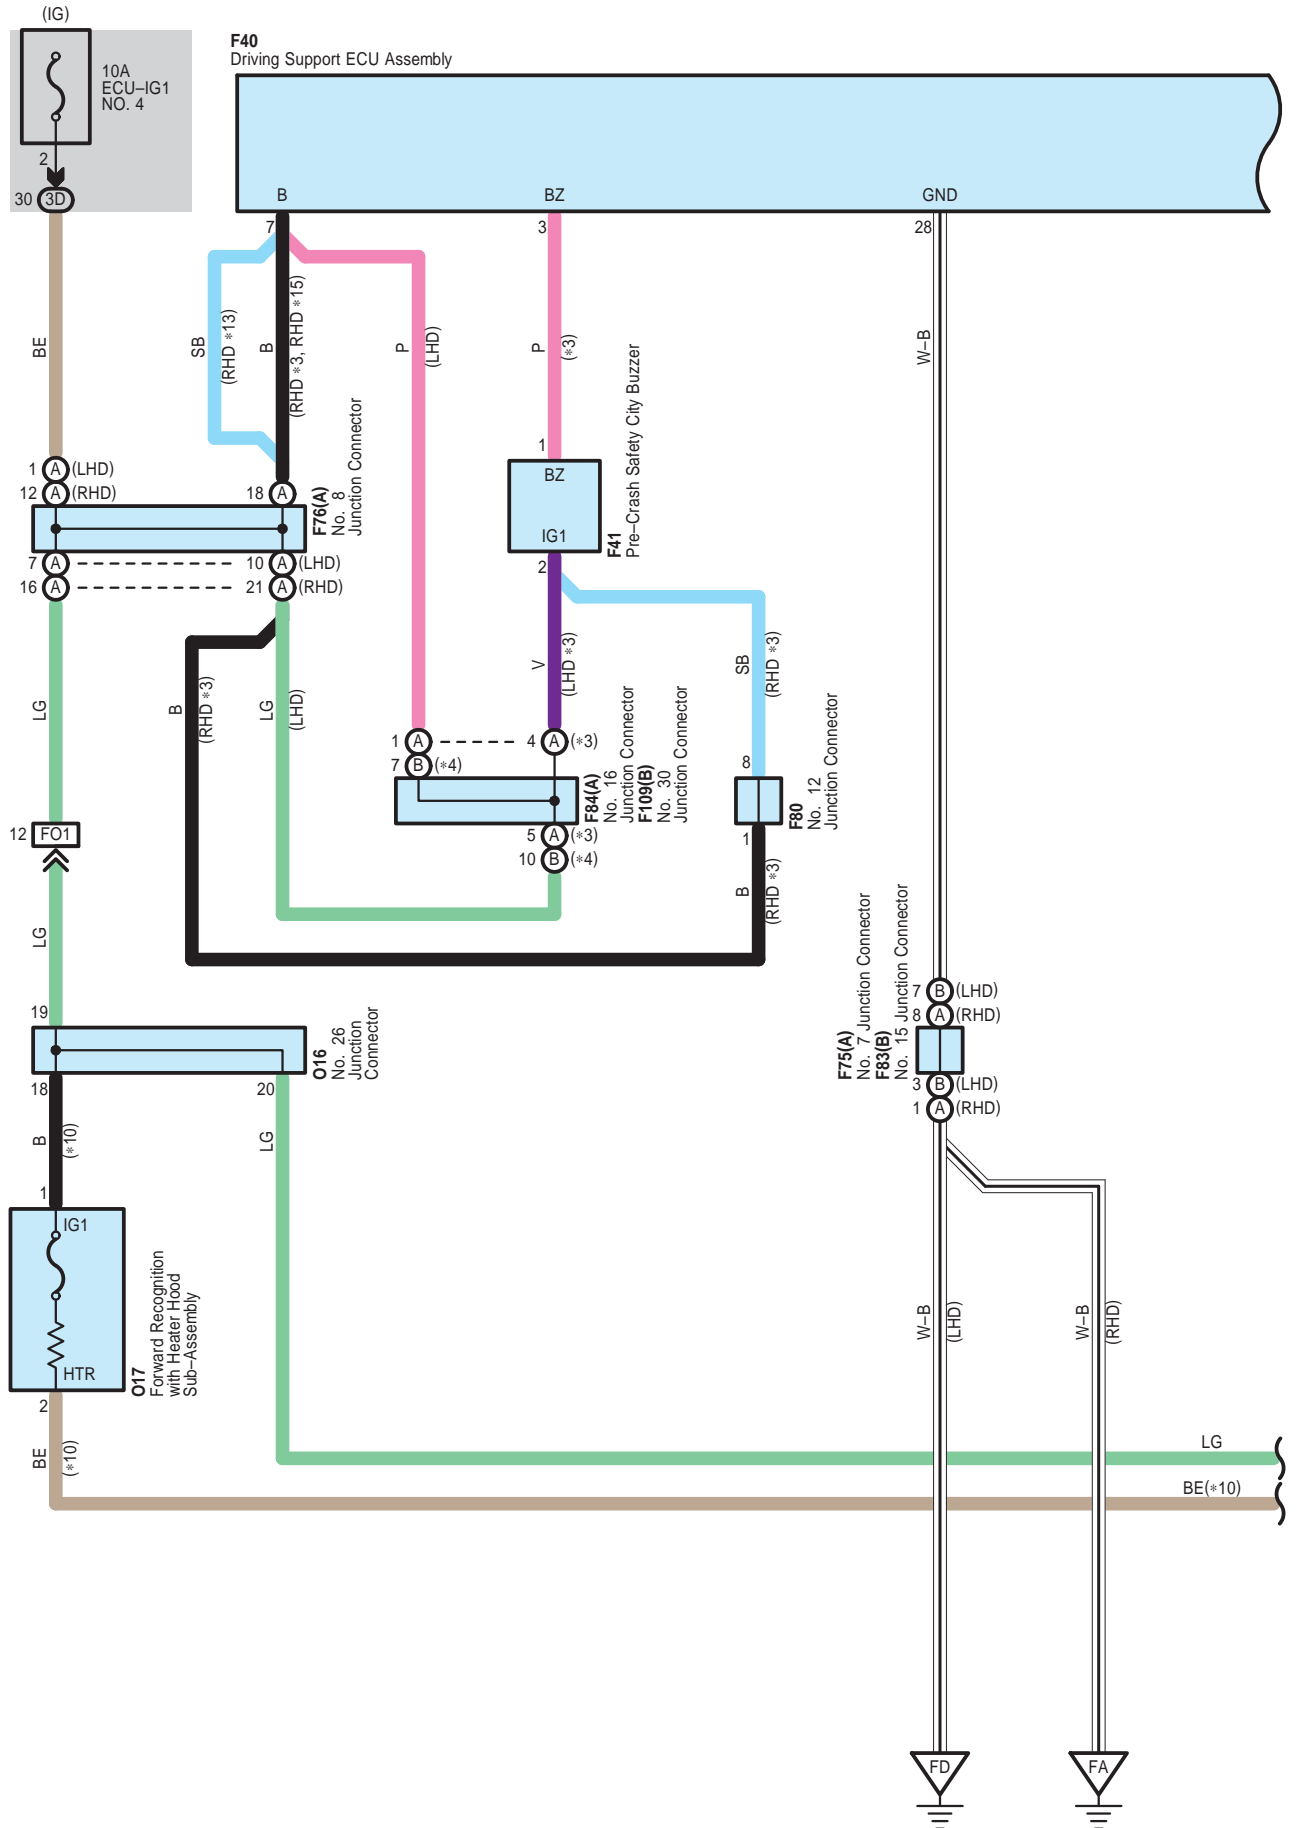 (IG)
10A
ECU–IG1
NO. 4
2
30
3D
F40
Driving Support ECU Assembly
B
BZ
GND
7
3
28
BE
SB
(RHD *13)
B
(RHD *3, RHD *15)
P
(LHD)
P
(*3)
W–B
1
A
(LHD)
12
A
(RHD)
18
A
F76(A)
No. 8
Junction Connector
7
A
10
A
(LHD)
16
A
21
A
(RHD)
1
BZ
IG1
2
F41
Pre–Crash Safety City Buzzer
LG
B
(RHD *3)
LG
(LHD)
V
(LHD *3)
SB
(RHD *3)
1
A
4
A
(*3)
7
B
(*4)
F84(A)
No. 16
Junction Connector
F109(B)
No. 30
Junction Connector
5
A
(*3)
10
B
(*4)
8
F80
No. 12
Junction Connector
1
B
(RHD *3)
12
FO1
LG
7
B
(LHD)
8
A
(RHD)
F75(A)
No. 7 Junction Connector
F83(B)
No. 15 Junction Connector
3
B
(LHD)
1
A
(RHD)
19
O16
No. 26
Junction
Connector
18
20
B
(*10)
LG
1
IG1
HTR
O17
Forward Recognition
with Heater Hood
Sub–Assembly
2
BE
(*10)
W–B
(LHD)
W–B
(RHD)
LG
BE(*10)
FD
FA